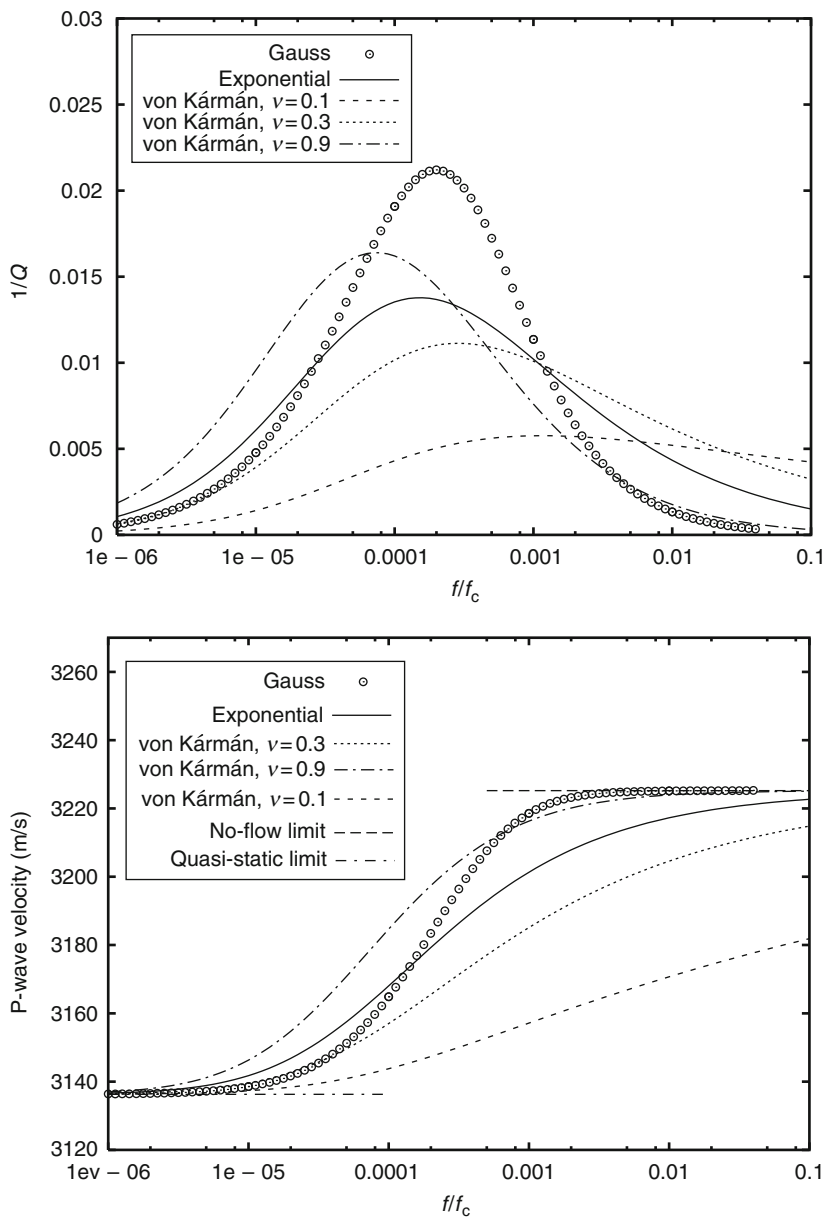 0.03
0.025
0.02
0.015
0.01
0.005
0
1/Q
Gauss
Exponential
von Kármán, ν=0.1
von Kármán, ν=0.3
von Kármán, ν=0.9
1e − 06
1e − 05
0.0001
0.001
0.01
0.1
f/fc
3260
3240
3220
3200
3180
3160
3140
3120
P-wave velocity (m/s)
Gauss
Exponential
von Kármán, ν=0.3
von Kármán, ν=0.9
von Kármán, ν=0.1
No-flow limit
Quasi-static limit
1ev − 06
1e − 05
0.0001
0.001
0.01
0.1
f/fc